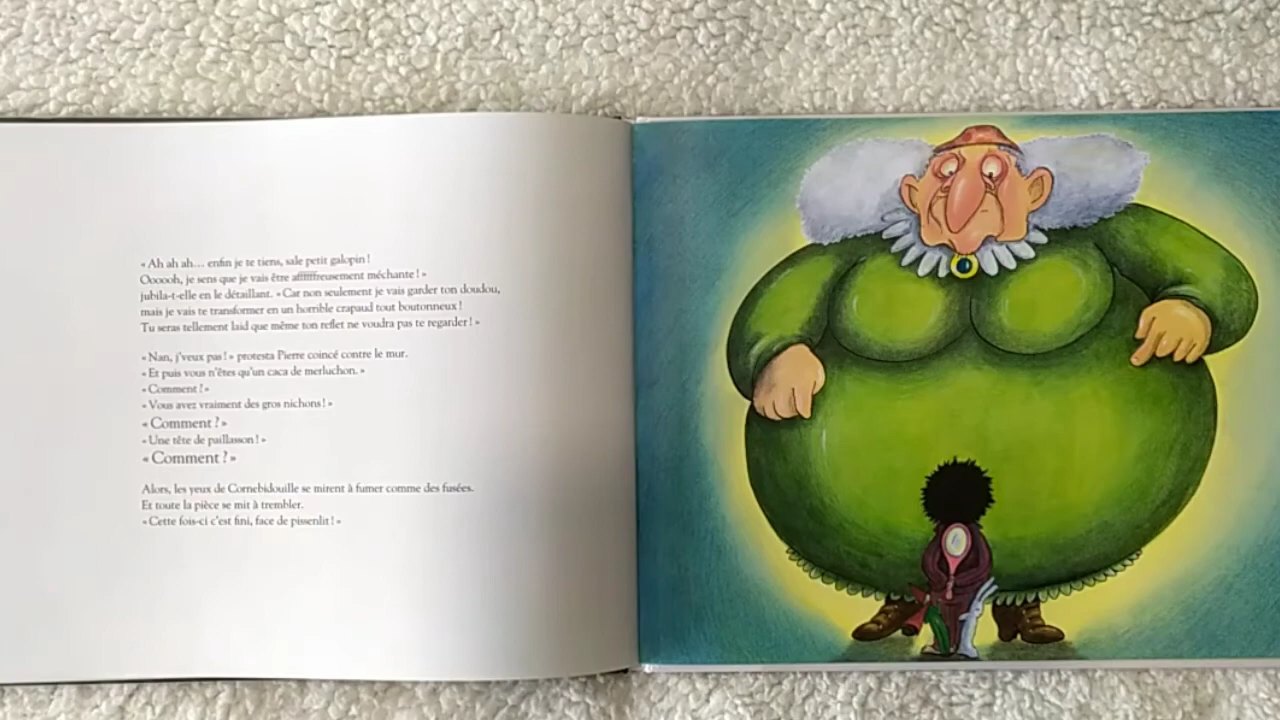 « Ah ah ah... enfin je te tiens, sale petit galopin !
Oooooh, je sens que je vais être affffffreusement méchante ! »
jubila-t-elle en le détaillant. « Car non seulement je vais garder ton doudou,
mais je vais te transformer en un horrible crapaud tout boutonneux !
Tu seras tellement laid que même ton reflet ne voudra pas te regarder ! »
« Nan, j'veux pas ! » protesta Pierre coincé contre le mur.
« Et puis vous n'êtes qu'un caca de merluchon. »
« Comment ! »
« Vous avez vraiment des gros nichons ! »
« Comment ? »
« Une tête de paillasson ! »
« Comment ? »
Alors, les yeux de Cornebidouille se mirent à fumer comme des fusées.
Et toute la pièce se mit à trembler.
« Cette fois-ci c'est fini, face de pissenlit ! »